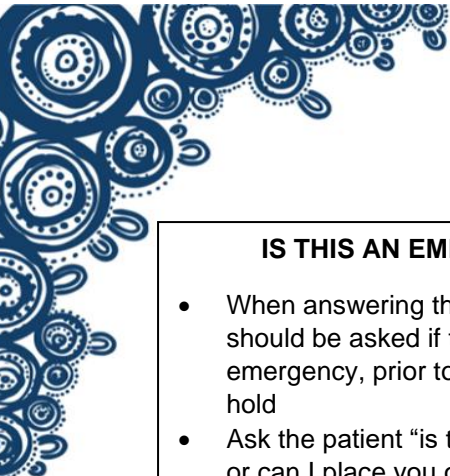 IS THIS AN EM
• When answering th
should be asked if
emergency, prior to
hold
• Ask the patient “is t
or can I place you